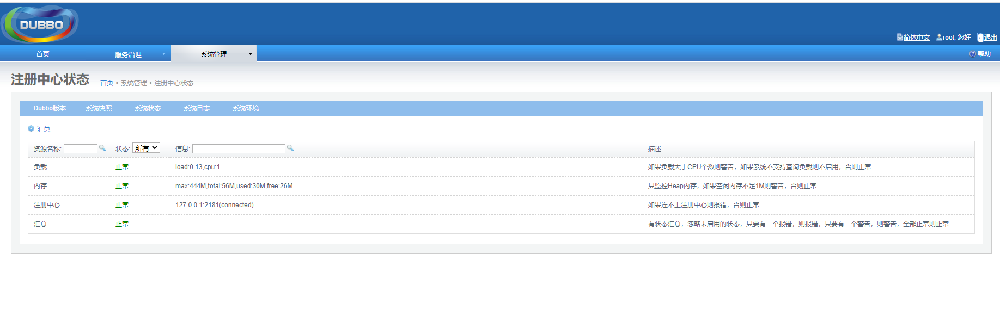 DUBBO
简体中文 root, 您好 退出
首页 服务治理 系统管理 帮助
注册中心状态 首页 > 系统管理 > 注册中心状态
Dubbo版本 系统快照 系统状态 系统日志 系统环境
汇总
资源名称: 状态: 所有 信息: 描述
负载 正常 load:0.13,cpu:1 如果负载大于CPU个数则警告，如果系统不支持查询负载则不启用，否则正常
内存 正常 max:444M,total:56M,used:30M,free:26M 只监控Heap内存，如果空闲内存不足1M则警告，否则正常
注册中心 正常 127.0.0.1:2181(connected) 如果连不上注册中心则报错，否则正常
汇总 正常 有状态汇总，忽略未启用的状态，只要有一个报错，则报错，只要有一个警告，则警告，全部正常则正常